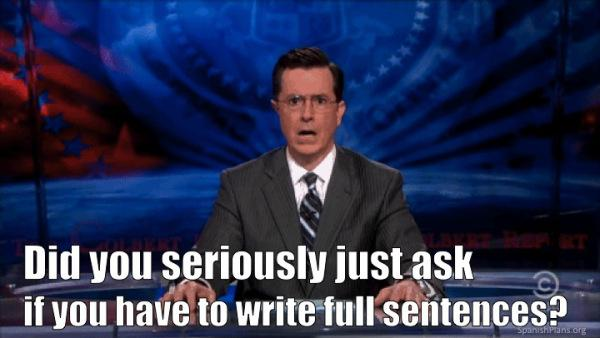 Did you seriously just ask
if you have to write full sentences?
SpanishPlans.org